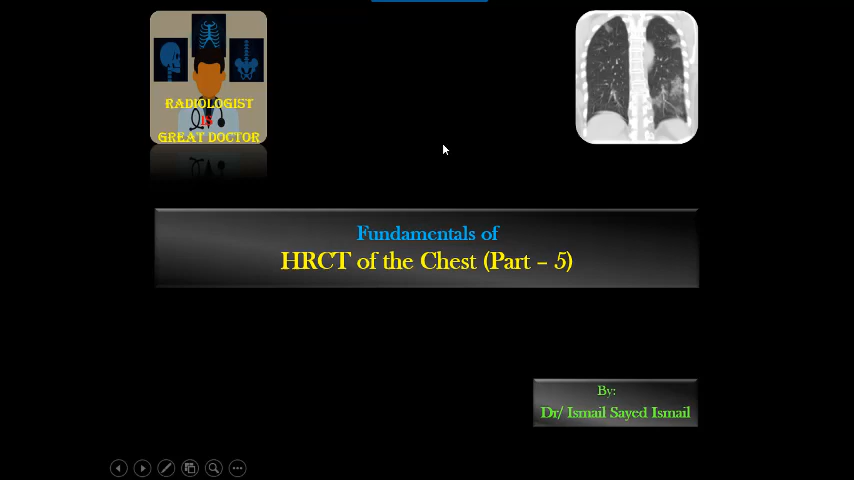 RADIOLOGIST
IS
GREAT DOCTOR
Fundamentals of
HRCT of the Chest (Part – 5)
By:
Dr/ Ismail Sayed Ismail